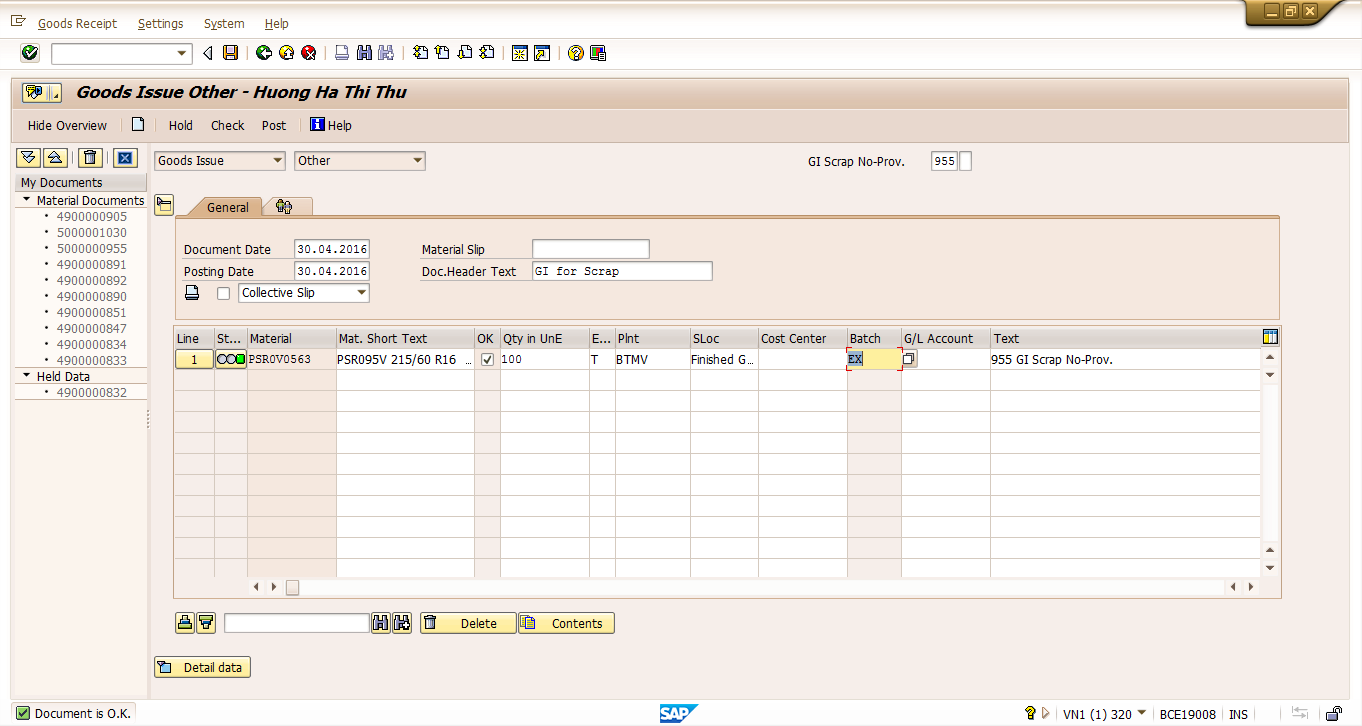 Goods Receipt Settings System Help
Goods Issue Other - Huong Ha Thi Thu
Hide Overview Hold Check Post Help
Goods Issue Other GI Scrap No-Prov. 955
My Documents
Material Documents
4900000905
5000001030
5000000955
4900000891
4900000892
4900000890
4900000851
4900000847
4900000834
4900000833
Held Data
4900000832
General
Document Date 30.04.2016 Material Slip
Posting Date 30.04.2016 Doc.Header Text GI for Scrap
Collective Slip
Line St... Material Mat. Short Text OK Qty in UnE E... Plnt SLoc Cost Center Batch G/L Account Text
1 PSR0V0563 PSR095V 215/60 R16 ... 100 T BTMV Finished G... EX 955 GI Scrap No-Prov.
Delete Contents
Detail data
Document is O.K. SAP VN1 (1) 320 BCE19008 INS